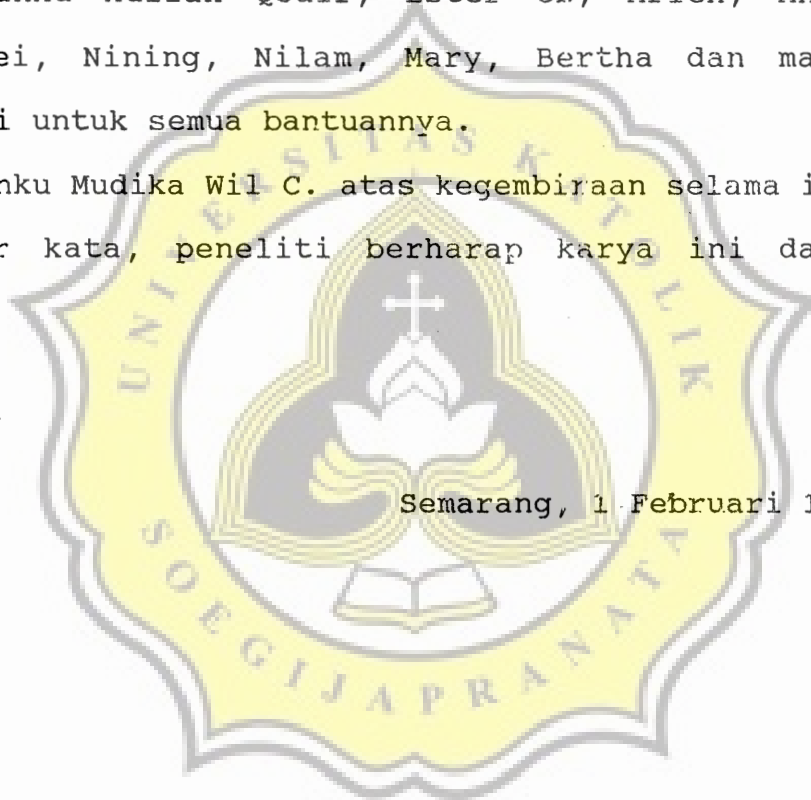 ei, Nining, Nilam, Mary, Bertha dan ma
i untuk semua bantuannya.
nku Mudika Wil C. atas kegembiraan selama i
r kata, peneliti berharap karya ini da
Semarang, 1 Februari 1
UNIVERSITAS KATOLIK
SOEGIJAPRANATA